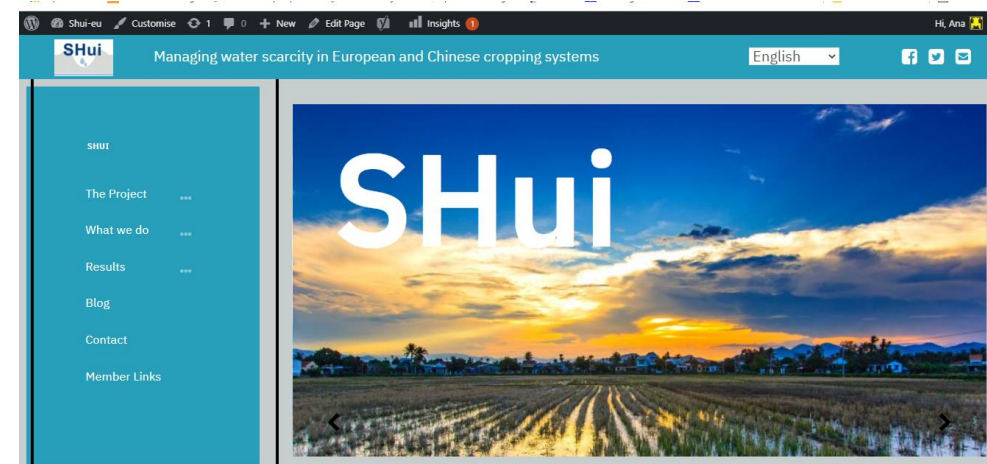 Shui-eu Customise 1 0 New Edit Page Insights 1 Hi, Ana
SHui Managing water scarcity in European and Chinese cropping systems English
SHUI
The Project ...
What we do ...
Results ...
Blog
Contact
Member Links
SHui